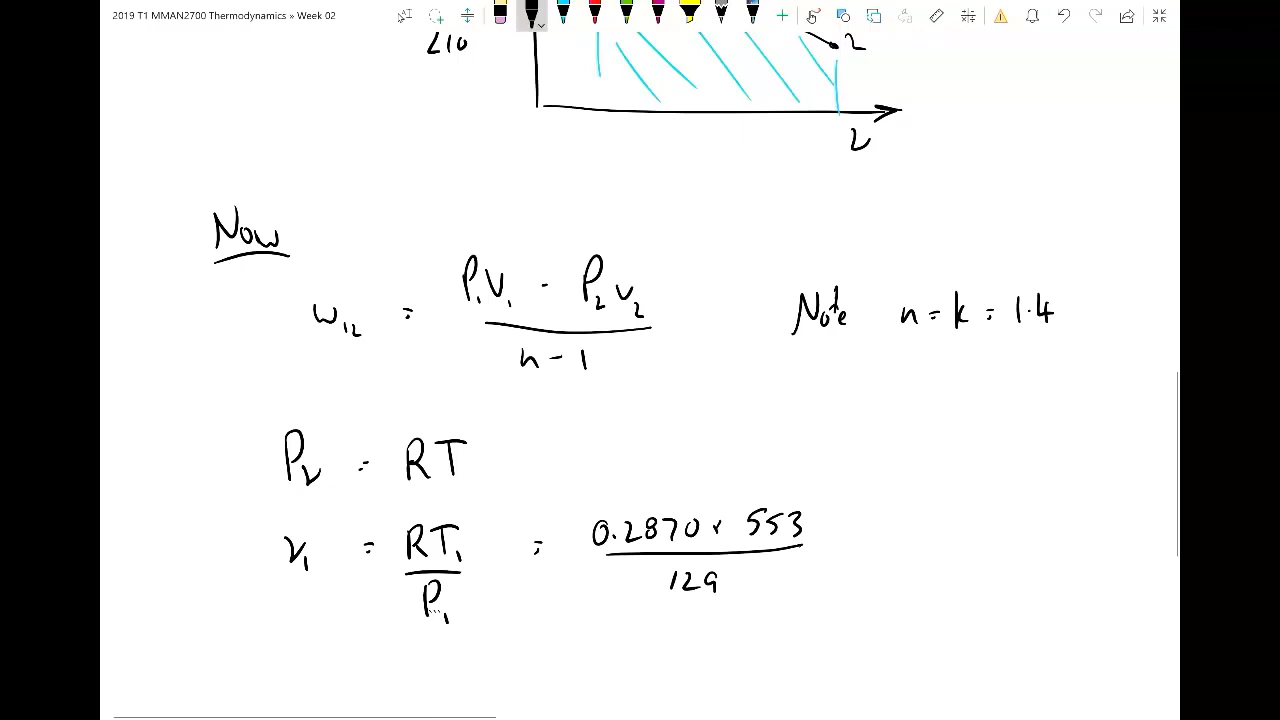 2019 T1 MMAN2700 Thermodynamics » Week 02
<10
2
2
Now
w₁₂ = P₁v₁ - P₂v₂ / n - 1
Note n = k = 1.4
Pv = RT
v₁ = RT₁ / P₁ = 0.2870 × 553 / 129